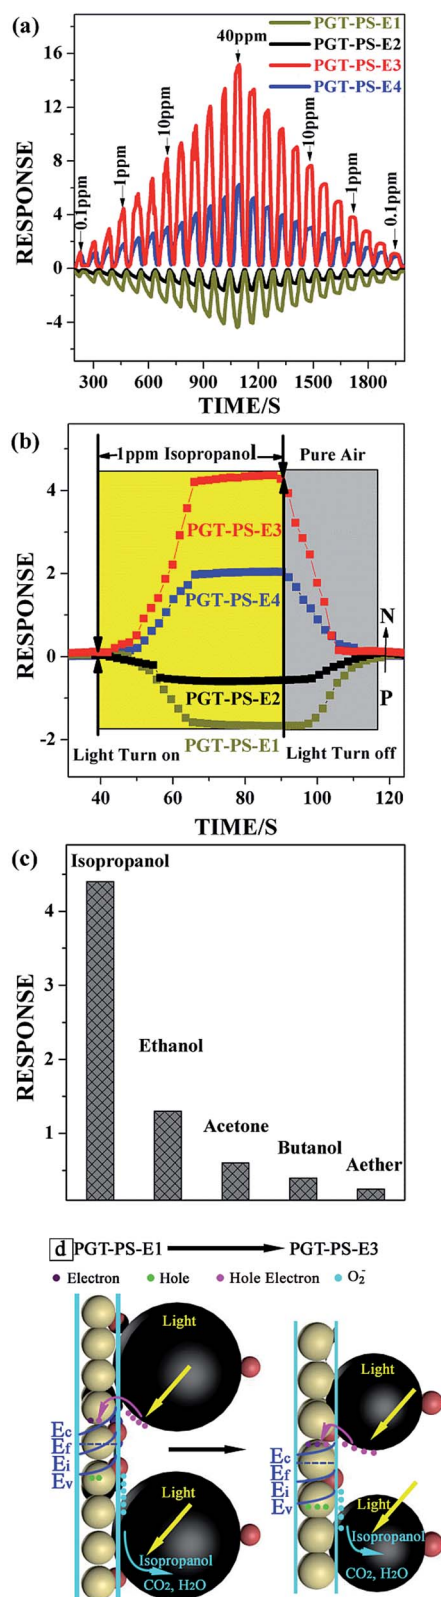 (a)
PGT-PS-E1
PGT-PS-E2
PGT-PS-E3
PGT-PS-E4
40ppm
10ppm
10ppm
1ppm
1ppm
0.1ppm
0.1ppm
16
12
8
4
0
-4
RESPONSE
300 600 900 1200 1500 1800
TIME/S
(b)
1ppm Isopropanol
Pure Air
4
2
0
-2
RESPONSE
PGT-PS-E3
PGT-PS-E4
PGT-PS-E2
PGT-PS-E1
N
P
Light Turn on
Light Turn off
40 60 80 100 120
TIME/S
(c)
Isopropanol
Ethanol
Acetone
Butanol
Aether
4
3
2
1
RESPONSE
d PGT-PS-E1 PGT-PS-E3
Electron Hole Hole Electron O₂⁻
Light
Ec
Ef
Ei
Ev
Light
Isopropanol
CO₂, H₂O
Light
Ec
Ef
Ei
Ev
Light
Isopropanol
CO₂, H₂O